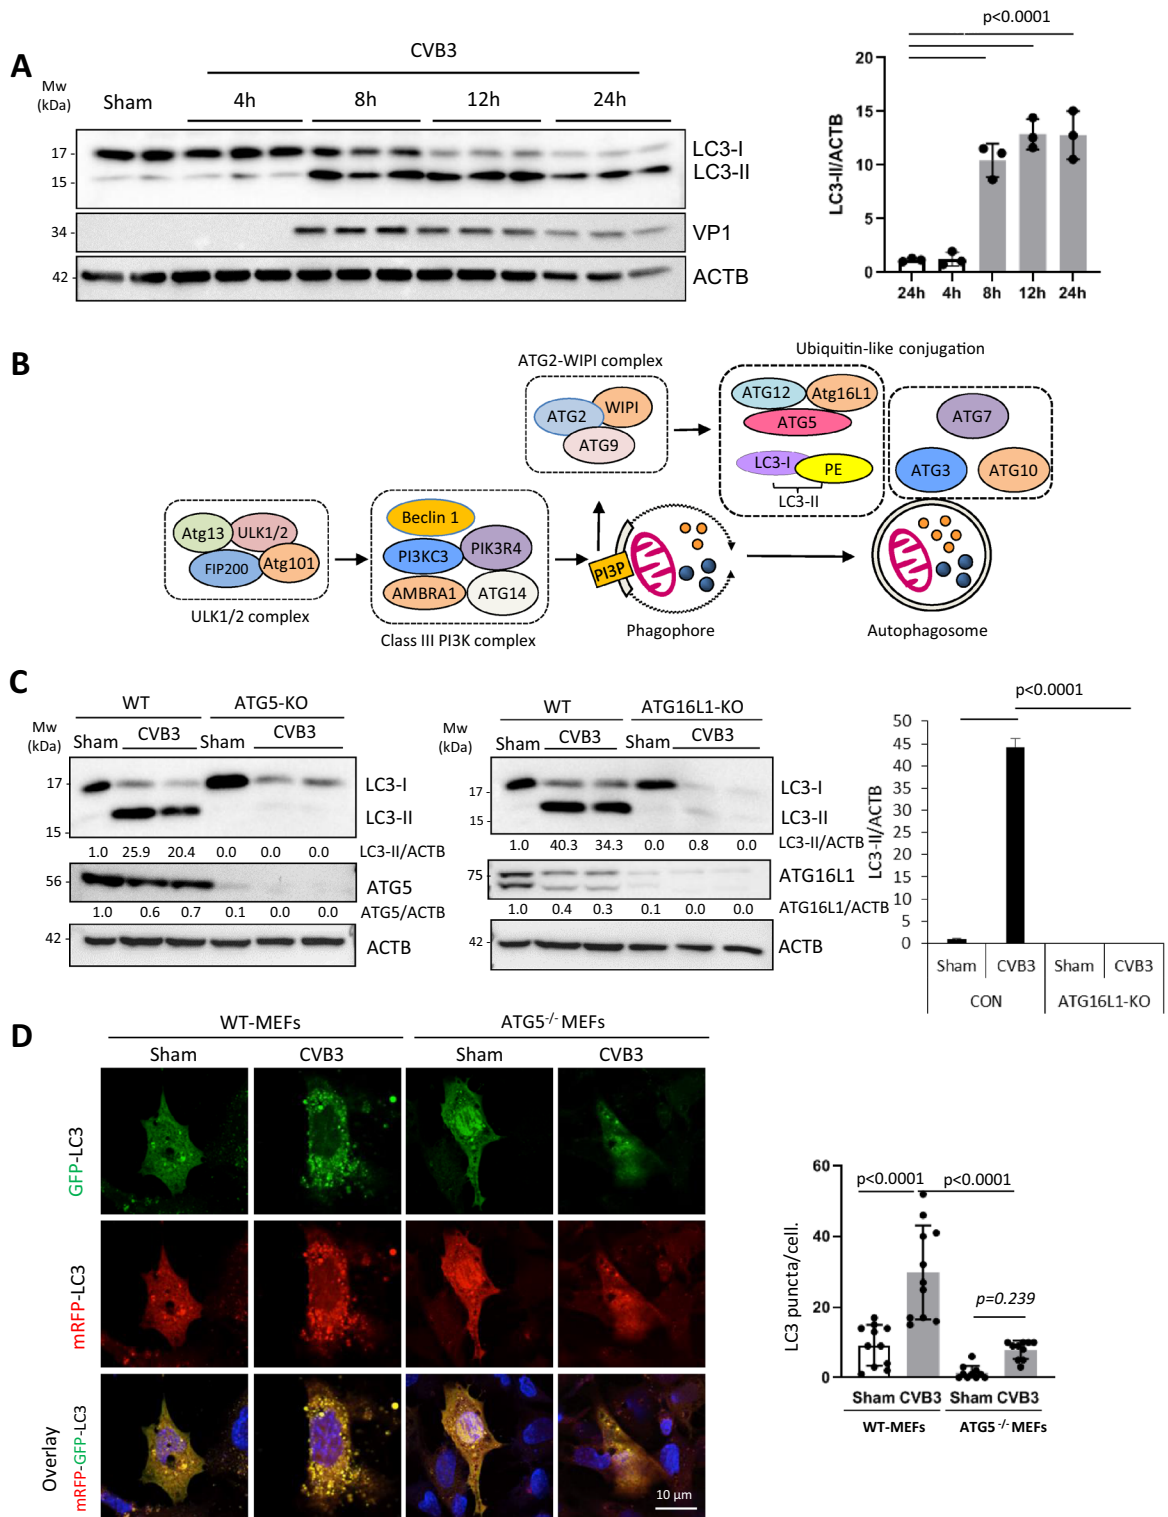 A
CVB3
Mw
(kDa)
Sham 4h 8h 12h 24h
17 -
15 -
LC3-I
LC3-II
34 -
VP1
42 -
ACTB
p<0.0001
LC3-II/ACTB
20
15
10
5
0
24h 4h 8h 12h 24h
B
ATG2-WIPI complex
Ubiquitin-like conjugation
ATG2
WIPI
ATG9
ATG12
Atg16L1
ATG5
LC3-I
PE
LC3-II
ATG7
ATG3
ATG10
Atg13
ULK1/2
FIP200
Atg101
ULK1/2 complex
Beclin 1
PI3KC3
PIK3R4
AMBRA1
ATG14
Class III PI3K complex
PI3P
Phagophore
Autophagosome
C
WT ATG5-KO
Mw
(kDa)
Sham CVB3 Sham CVB3
17 -
15 -
LC3-I
LC3-II
1.0 25.9 20.4 0.0 0.0 0.0 LC3-II/ACTB
56 -
ATG5
1.0 0.6 0.7 0.1 0.0 0.0 ATG5/ACTB
42 -
ACTB
WT ATG16L1-KO
Mw
(kDa)
Sham CVB3 Sham CVB3
17 -
15 -
LC3-I
LC3-II
1.0 40.3 34.3 0.0 0.8 0.0 LC3-II/ACTB
75 -
ATG16L1
1.0 0.4 0.3 0.1 0.0 0.0 ATG16L1/ACTB
42 -
ACTB
p<0.0001
LC3-II/ACTB
50
45
40
35
30
25
20
15
10
5
0
Sham CVB3 Sham CVB3
CON ATG16L1-KO
D
WT-MEFs ATG5-/- MEFs
Sham CVB3 Sham CVB3
GFP-LC3
mRFP-LC3
Overlay
mRFP-GFP-LC3
10 µm
LC3 puncta/cell.
60
40
20
0
p<0.0001 p<0.0001
p=0.239
Sham CVB3 Sham CVB3
WT-MEFs ATG5 -/- MEFs